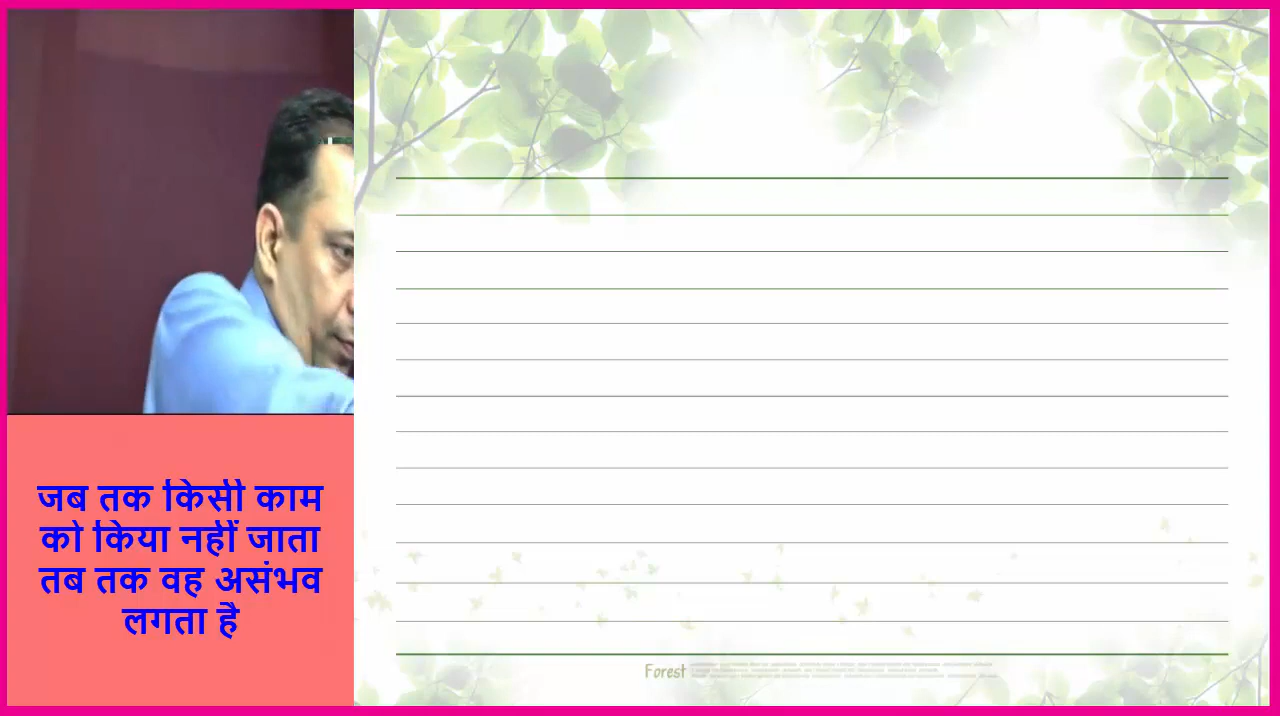 जब तक किसी काम
को किया नहीं जाता
तब तक वह असंभव
लगता है
Forest